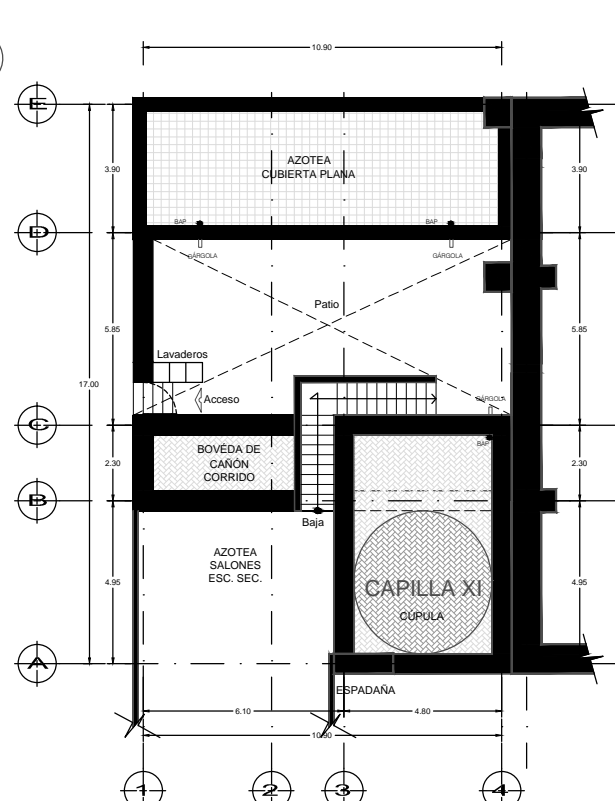 10.90
E
3.90
AZOTEA
CUBIERTA PLANA
3.90
BAP
BAP
D
GÁRGOLA
GÁRGOLA
Patio
5.85
5.85
Lavaderos
17.00
Acceso
GÁRGOLA
C
BAP
BOVÉDA DE
CAÑÓN
CORRIDO
2.30
2.30
B
Baja
AZOTEA
SALONES
ESC. SEC.
4.95
CAPILLA XI
CÚPULA
4.95
A
ESPADAÑA
6.10
4.80
10.90
1
2
3
4